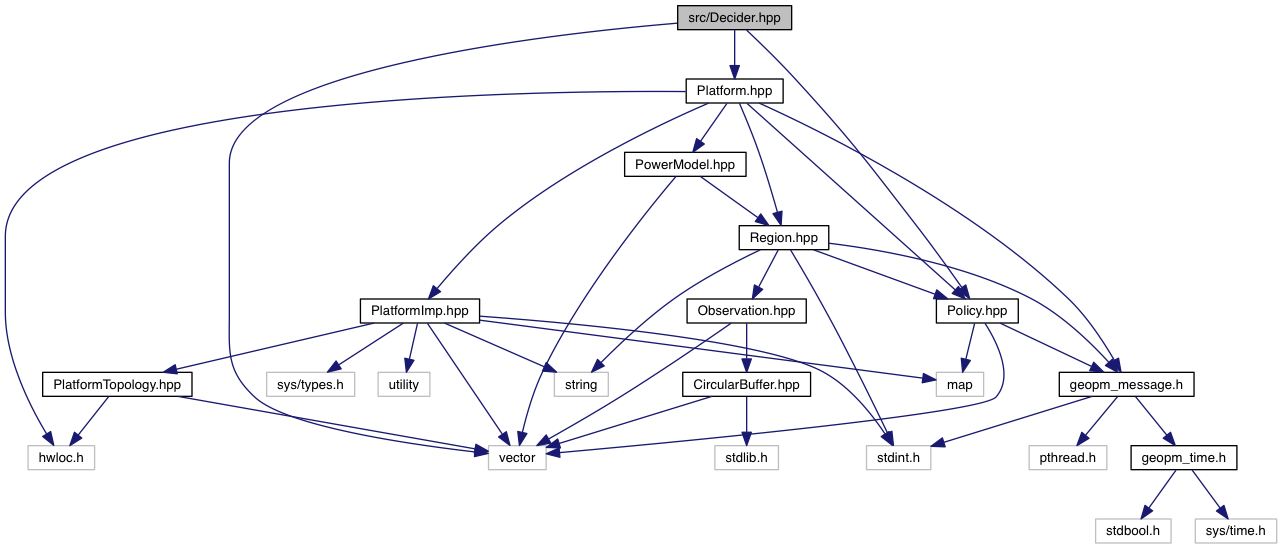 src/Decider.hpp
Platform.hpp
PowerModel.hpp
Region.hpp
PlatformImp.hpp
Observation.hpp
Policy.hpp
PlatformTopology.hpp
sys/types.h
utility
string
CircularBuffer.hpp
map
geopm_message.h
hwloc.h
vector
stdlib.h
stdint.h
pthread.h
geopm_time.h
stdbool.h
sys/time.h